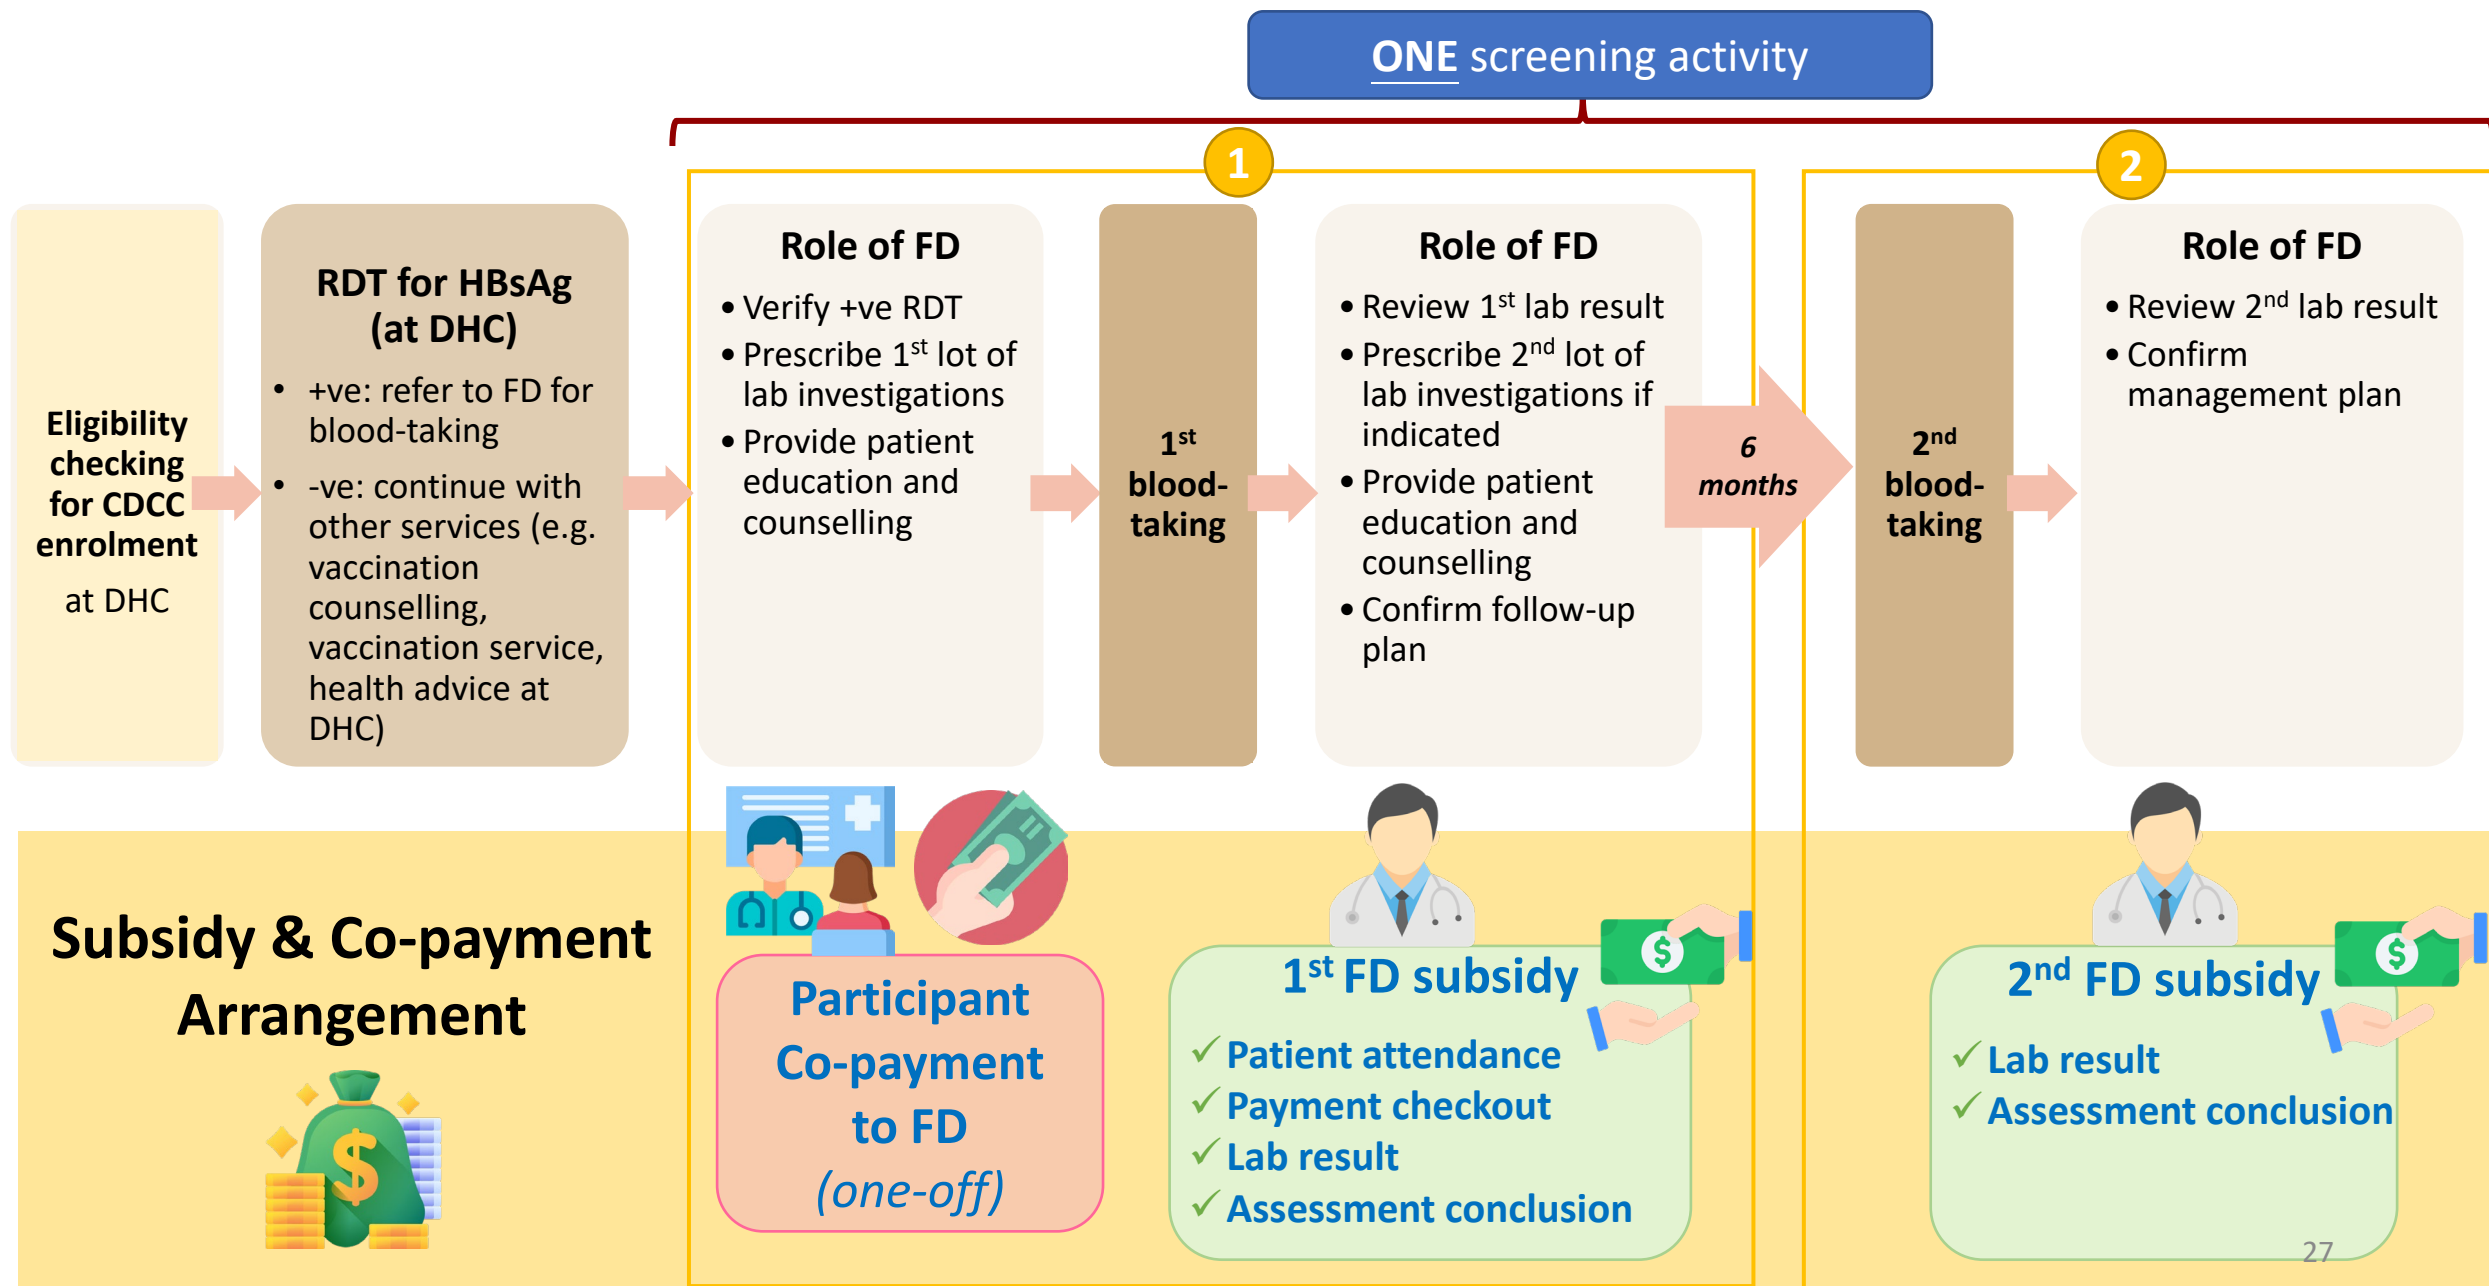 ONE screening activity
1
2
Eligibility
checking
for CDCC
enrolment
at DHC
RDT for HBsAg
(at DHC)
• +ve: refer to FD for
blood-taking
• -ve: continue with
other services (e.g.
vaccination
counselling,
vaccination service,
health advice at
DHC)
Role of FD
• Verify +ve RDT
• Prescribe 1st lot of
lab investigations
• Provide patient
education and
counselling
1st
blood-
taking
Role of FD
• Review 1st lab result
• Prescribe 2nd lot of
lab investigations if
indicated
• Provide patient
education and
counselling
• Confirm follow-up
plan
6
months
2nd
blood-
taking
Role of FD
• Review 2nd lab result
• Confirm
management plan
Subsidy & Co-payment
Arrangement
$
Participant
Co-payment
to FD
(one-off)
1st FD subsidy
$
✓ Patient attendance
✓ Payment checkout
✓ Lab result
✓ Assessment conclusion
2nd FD subsidy
$
✓ Lab result
✓ Assessment conclusion
27